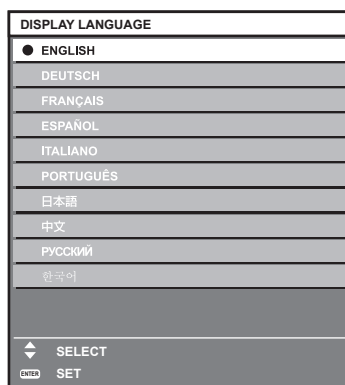 DISPLAY LANGUAGE
ENGLISH
DEUTSCH
FRANÇAIS
ESPAÑOL
ITALIANO
PORTUGUÊS
日本語
中文
РУССКИЙ
한국어
SELECT
ENTER SET